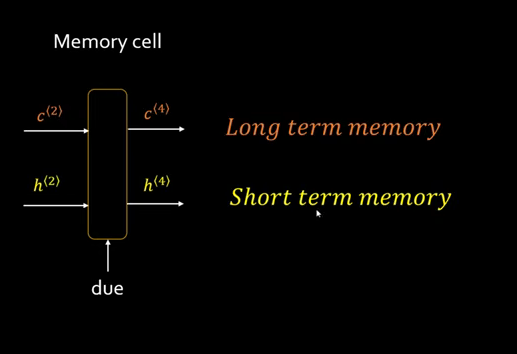 Memory cell
c⟨2⟩ c⟨4⟩ Long term memory
h⟨2⟩ h⟨4⟩ Short term memory
due